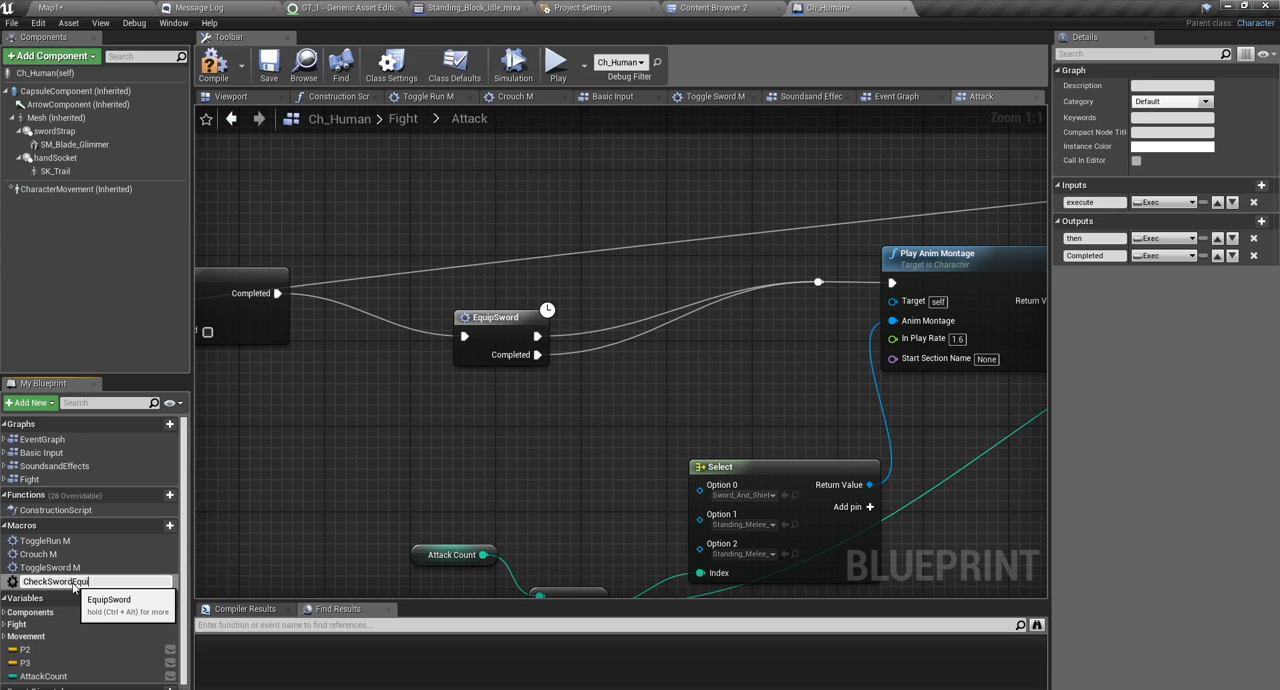 Map1*
Message Log
GT_1 - Generic Asset Editc
Standing_Block_Idle_mixa
Project Settings
Content Browser 2
Ch_Human*
File Edit Asset View Debug Window Help
Parent class: Character
Components
Toolbar
Details
+ Add Component
Search
Compile
Save
Browse
Find
Class Settings
Class Defaults
Simulation
Play
Ch_Human
Debug Filter
Search
Ch_Human(self)
CapsuleComponent (Inherited)
ArrowComponent (Inherited)
Mesh (Inherited)
swordStrap
SM_Blade_Glimmer
handSocket
SK_Trail
CharacterMovement (Inherited)
Viewport
Construction Scr
Toggle Run M
Crouch M
Basic Input
Toggle Sword M
Soundsand Effec
Event Graph
Attack
Ch_Human > Fight > Attack
Zoom 1:1
Completed
EquipSword
Completed
Play Anim Montage
Target is Character
Target self
Return V
Anim Montage
In Play Rate 1.6
Start Section Name None
Select
Option 0
Return Value
Sword_And_Shiel
Option 1
Add pin +
Standing_Melee_
Option 2
Standing_Melee_
Index
Attack Count
BLUEPRINT
Graph
Description
Category Default
Keywords
Compact Node Titl
Instance Color
Call In Editor
Inputs
execute Exec
Outputs
then Exec
Completed Exec
My Blueprint
+ Add New
Search
Graphs
EventGraph
Basic Input
SoundsandEffects
Fight
Functions (28 Overridable)
ConstructionScript
Macros
ToggleRun M
Crouch M
ToggleSword M
CheckSwordEqui
EquipSword
hold (Ctrl + Alt) for more
Variables
Components
Fight
Movement
P2
P3
AttackCount
Compiler Results
Find Results
Enter function or event name to find references...